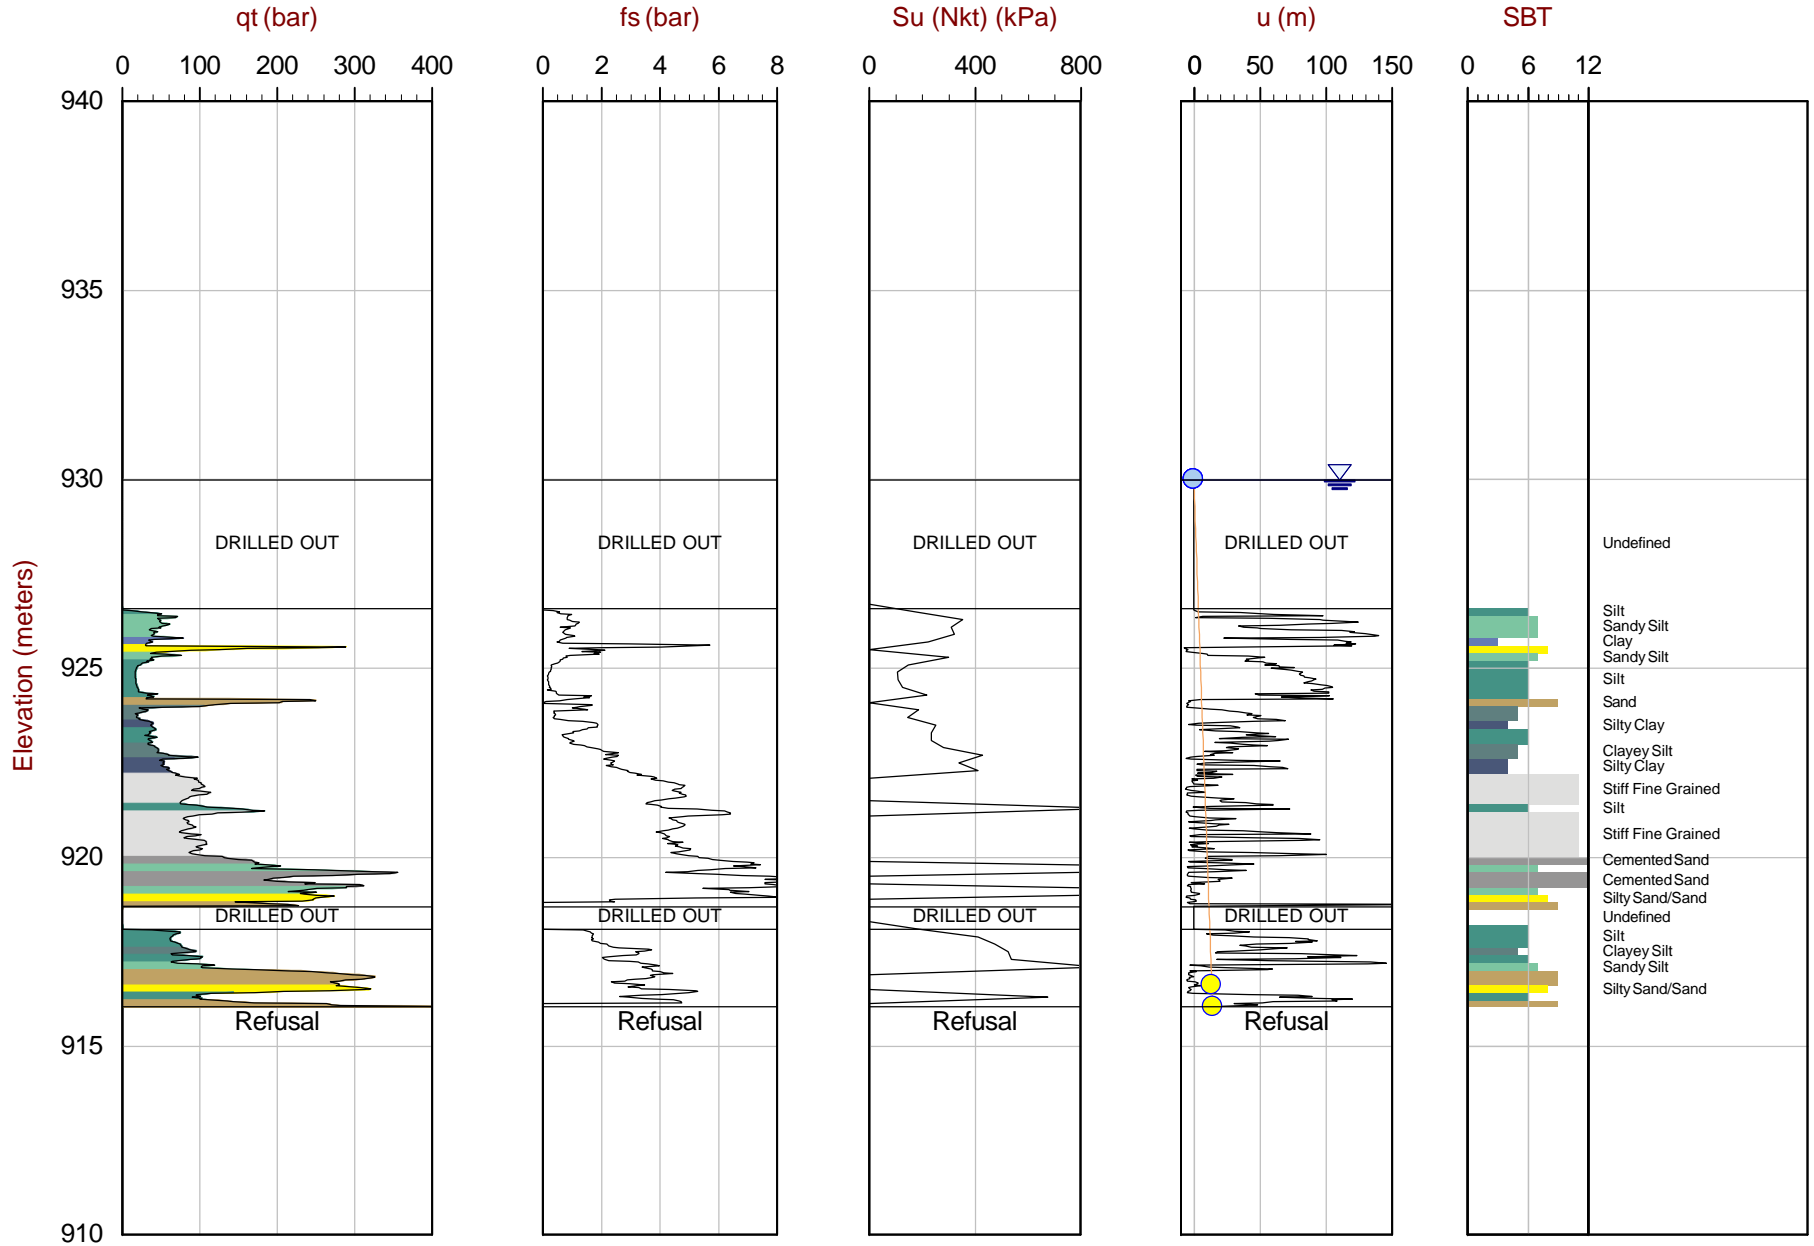 qt (bar) fs (bar) Su (Nkt) (kPa) u (m) SBT
0 100 200 300 400 0 2 4 6 8 0 400 800 0 50 100 150 0 6 12
940
935
930
DRILLED OUT DRILLED OUT DRILLED OUT DRILLED OUT Undefined
Elevation (meters)
Silt
Sandy Silt
Clay
Sandy Silt
925
Silt
Sand
Silty Clay
Clayey Silt
Silty Clay
Stiff Fine Grained
Silt
Stiff Fine Grained
920
Cemented Sand
Cemented Sand
Silty Sand/Sand
DRILLED OUT DRILLED OUT DRILLED OUT DRILLED OUT Undefined
Silt
Clayey Silt
Sandy Silt
Silty Sand/Sand
Refusal Refusal Refusal Refusal
915
910